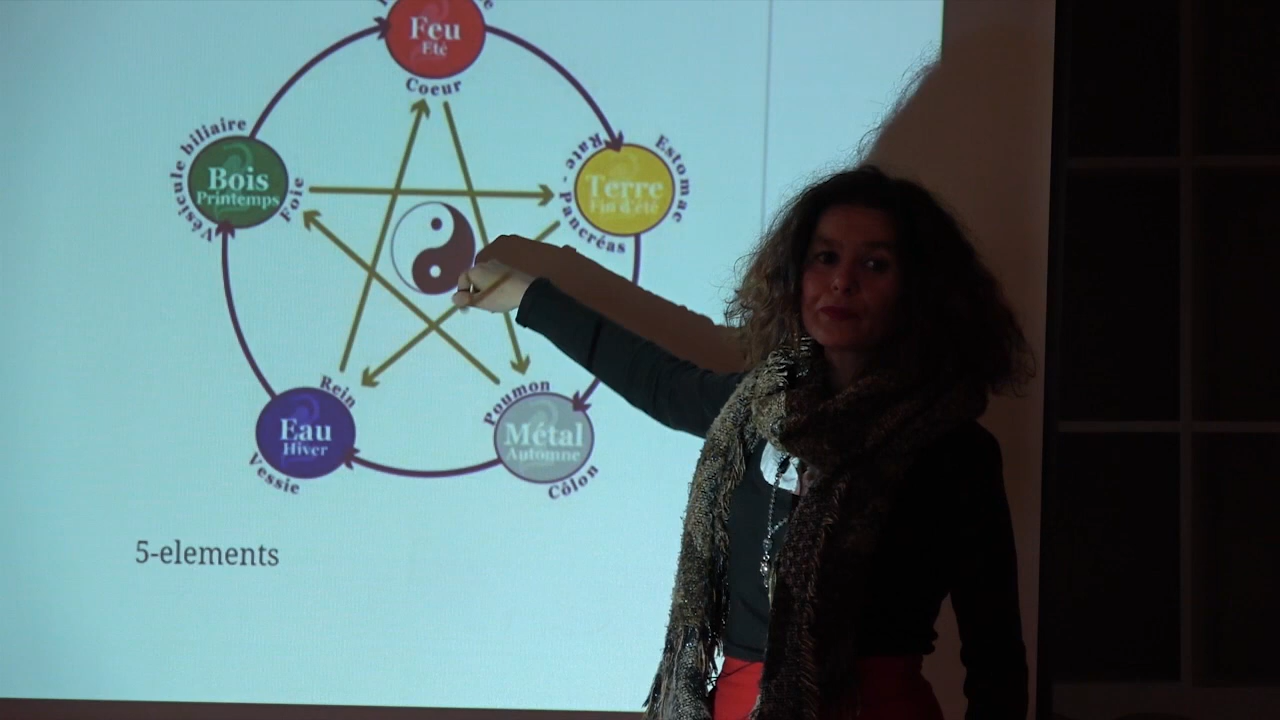 Feu
Eté
Coeur
Vésicule biliaire
Bois
Printemps
Foie
Rate - Pancréas
Terre
Fin d'été
Estomac
Rein
Eau
Hiver
Vessie
Poumon
Métal
Automne
Côlon
5-elements